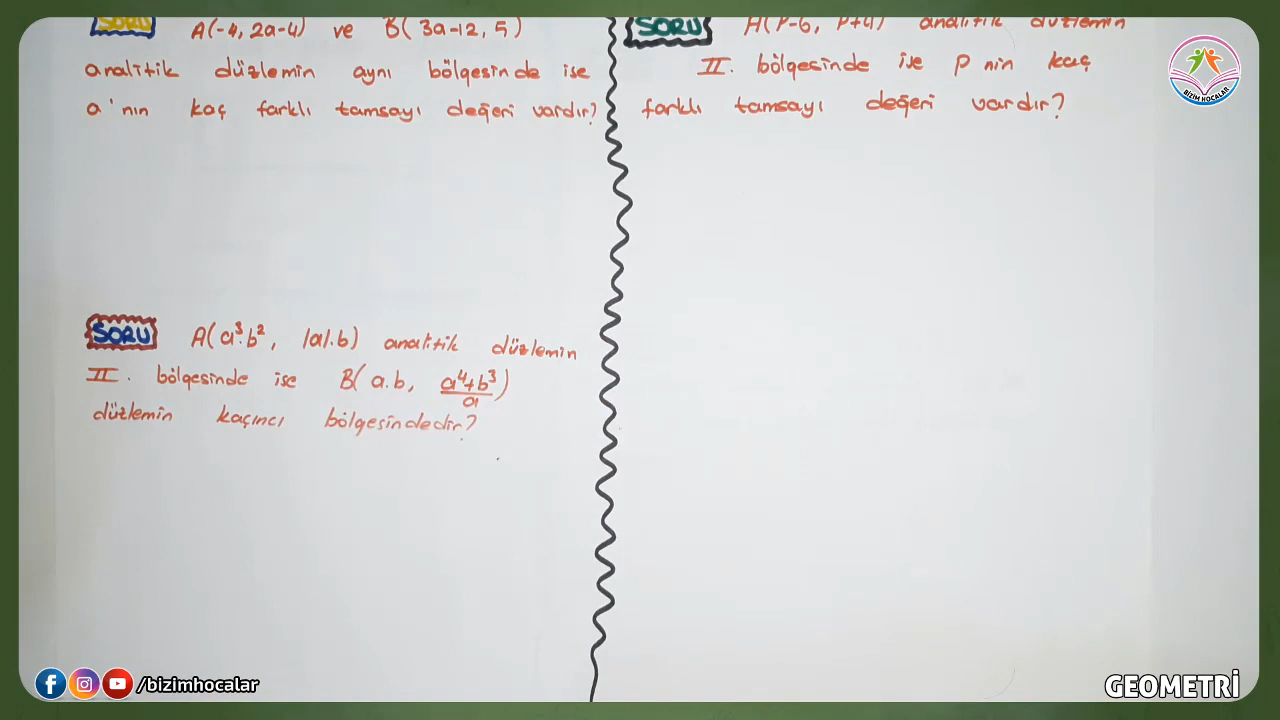 SORU A(-4, 2a-4) ve B(3a-12, 5)
analitik düzlemin aynı bölgesinde ise
a'nın kaç farklı tamsayı değeri vardır?
SORU A(P-6, P+4) analitik düzlemin
II. bölgesinde ise P nin kaç
farklı tamsayı değeri vardır?
BİZİM HOCALAR
SORU A(a³.b², |a|.b) analitik düzlemin
II. bölgesinde ise B(a.b, (a⁴+b³)/a)
düzlemin kaçıncı bölgesindedir?
/bizimhocalar
GEOMETRİ